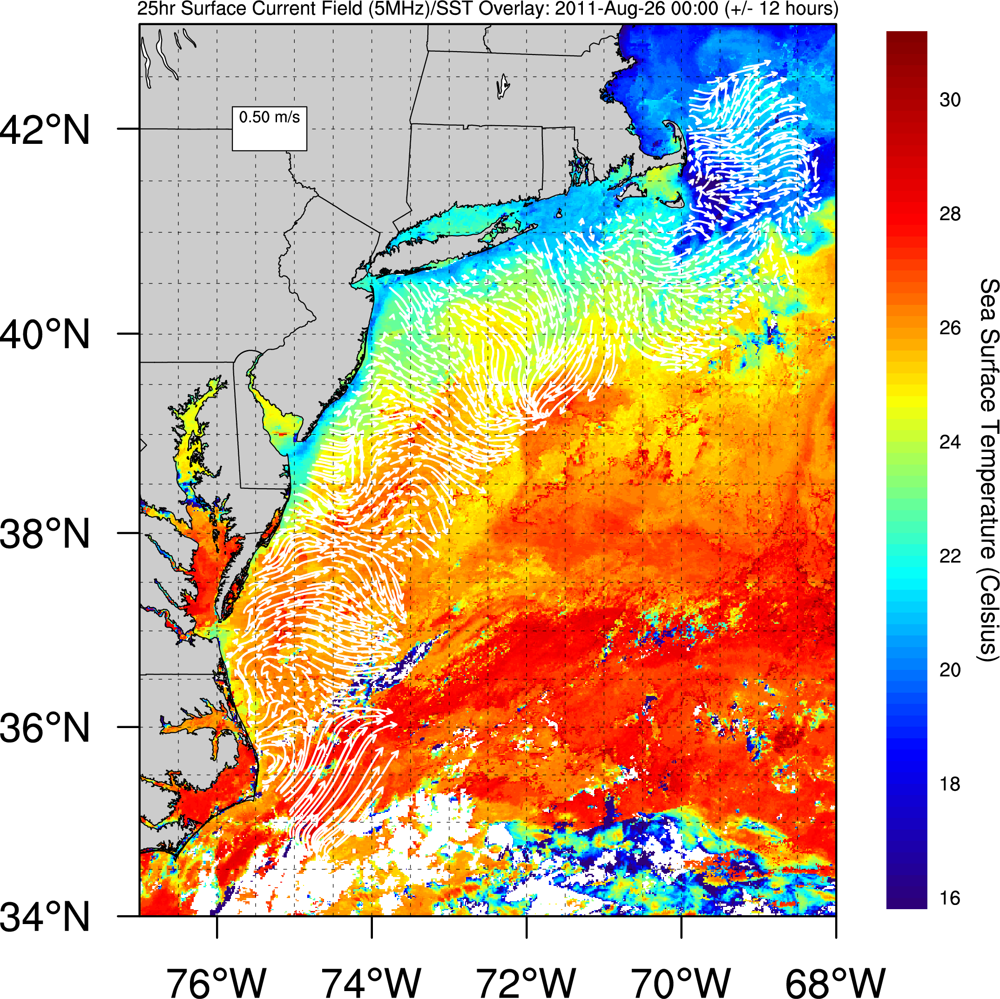 25hr Surface Current Field (5MHz)/SST Overlay: 2011-Aug-26 00:00 (+/- 12 hours)
0.50 m/s
42°N
40°N
38°N
36°N
34°N
76°W
74°W
72°W
70°W
68°W
30
28
26
24
22
20
18
16
Sea Surface Temperature (Celsius)